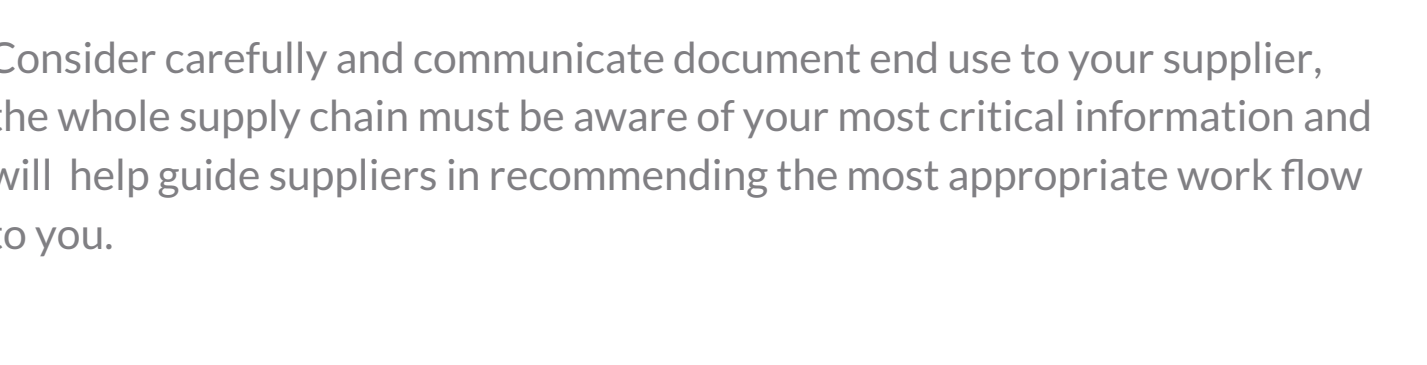 Consider carefully and communicate document end use to your supplier,
the whole supply chain must be aware of your most critical information and
will  help guide suppliers in recommending the most appropriate work flow
to you.